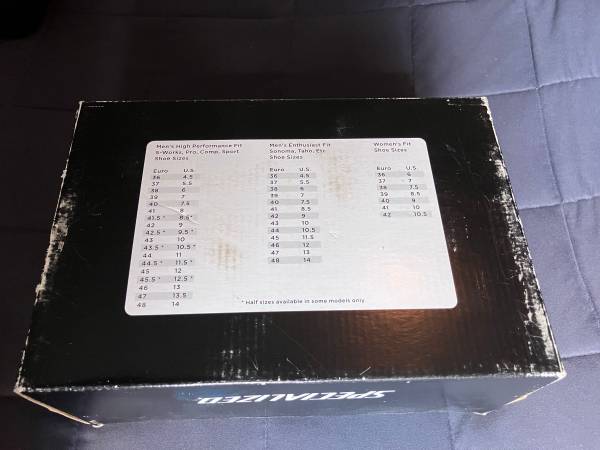 Men's High Performance Fit
S-Works, Pro, Comp, Sport
Shoe Sizes
Euro U.S.
36 4.5
37 5.5
38 6
39 7
40 7.5
41 8
41.5 * 8.5 *
42 9
42.5 * 9.5 *
43 10
43.5 * 10.5 *
44 11
44.5 * 11.5 *
45 12
45.5 * 12.5 *
46 13
47 13.5
48 14
Men's Enthusiast Fit
Sonoma, Taho, Etc
Shoe Sizes
Euro U.S.
36 4.5
37 5.5
38 6
39 7
40 7.5
41 8.5
42 9
43 10
44 10.5
45 11.5
46 12
47 13
48 14
Women's Fit
Shoe Sizes
Euro U.S.
36 6
37 7
38 7.5
39 8.5
40 9
41 10
42 10.5
* Half sizes available in some models only
SPECIALIZED